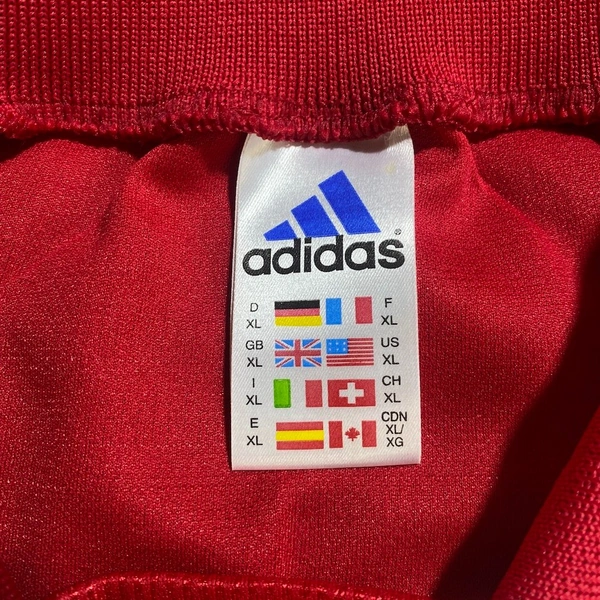 adidas®
D XL F XL
GB XL US XL
I XL CH XL
E XL CDN XL/ XG